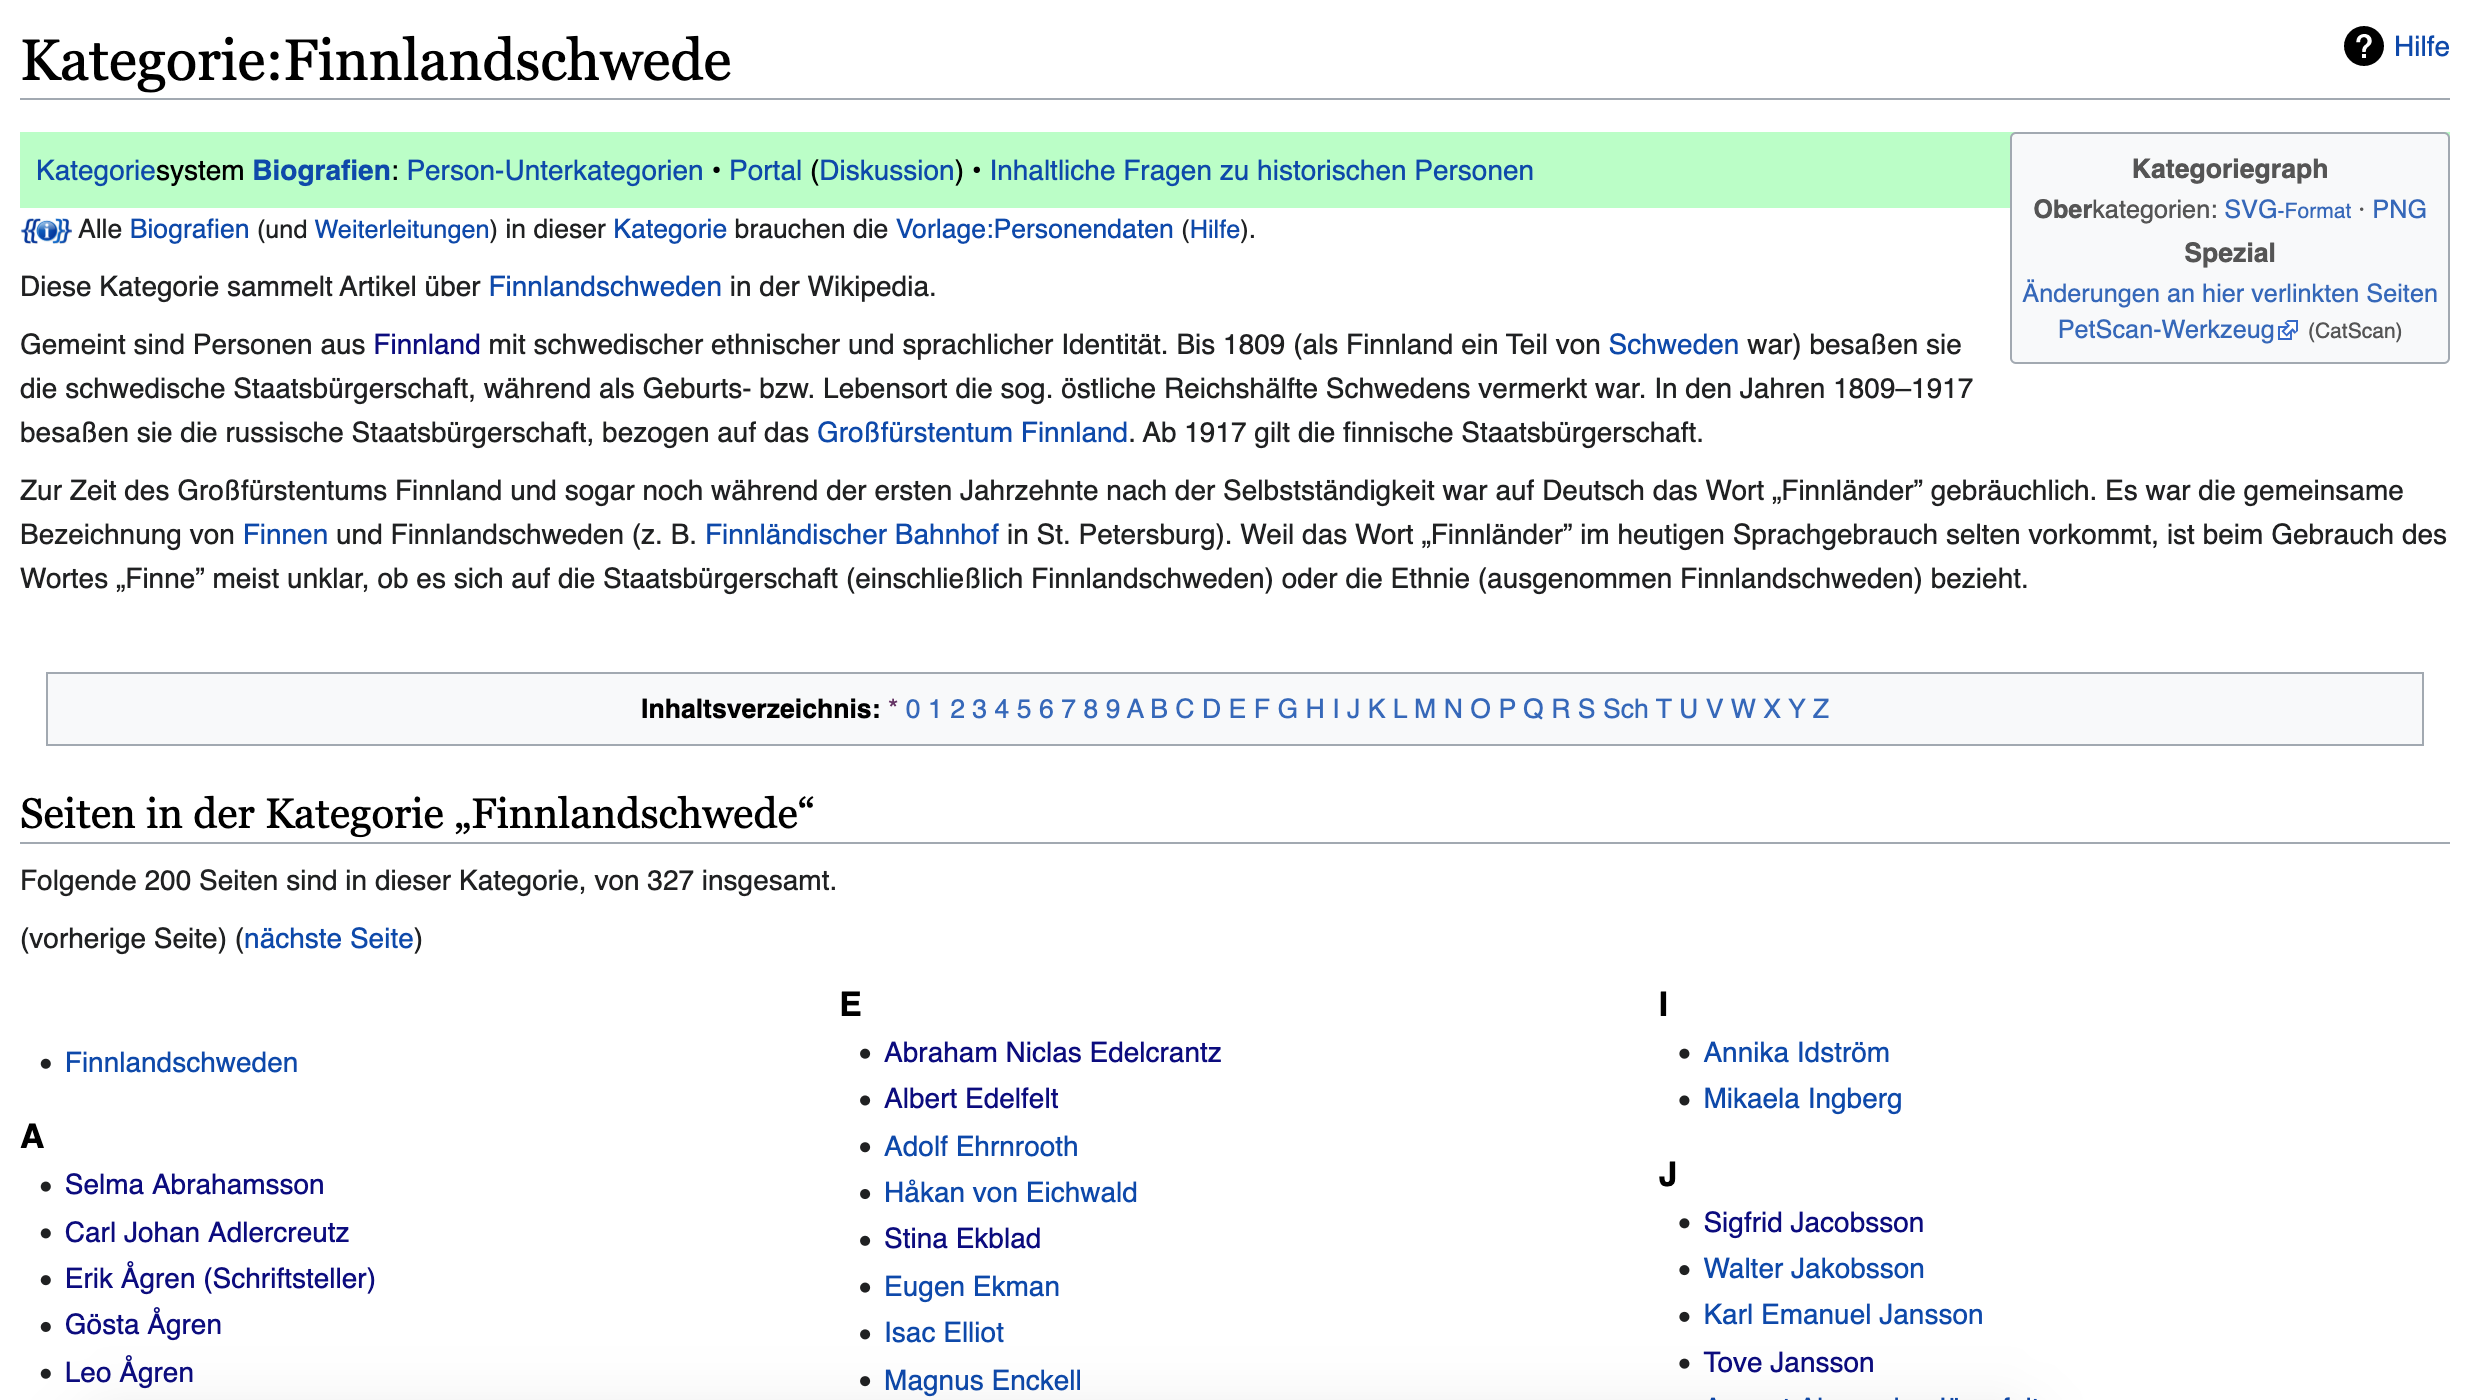 Kategorie:Finnlandschwede
Hilfe
Kategoriesystem Biografien: Person-Unterkategorien • Portal (Diskussion) • Inhaltliche Fragen zu historischen Personen
Kategoriegraph
Oberkategorien: SVG-Format · PNG
Spezial
Änderungen an hier verlinkten Seiten
PetScan-Werkzeug (CatScan)
Alle Biografien (und Weiterleitungen) in dieser Kategorie brauchen die Vorlage:Personendaten (Hilfe).
Diese Kategorie sammelt Artikel über Finnlandschweden in der Wikipedia.
Gemeint sind Personen aus Finnland mit schwedischer ethnischer und sprachlicher Identität. Bis 1809 (als Finnland ein Teil von Schweden war) besaßen sie
die schwedische Staatsbürgerschaft, während als Geburts- bzw. Lebensort die sog. östliche Reichshälfte Schwedens vermerkt war. In den Jahren 1809–1917
besaßen sie die russische Staatsbürgerschaft, bezogen auf das Großfürstentum Finnland. Ab 1917 gilt die finnische Staatsbürgerschaft.
Zur Zeit des Großfürstentums Finnland und sogar noch während der ersten Jahrzehnte nach der Selbstständigkeit war auf Deutsch das Wort „Finnländer” gebräuchlich. Es war die gemeinsame
Bezeichnung von Finnen und Finnlandschweden (z. B. Finnländischer Bahnhof in St. Petersburg). Weil das Wort „Finnländer” im heutigen Sprachgebrauch selten vorkommt, ist beim Gebrauch des
Wortes „Finne” meist unklar, ob es sich auf die Staatsbürgerschaft (einschließlich Finnlandschweden) oder die Ethnie (ausgenommen Finnlandschweden) bezieht.
Inhaltsverzeichnis: * 0 1 2 3 4 5 6 7 8 9 A B C D E F G H I J K L M N O P Q R S Sch T U V W X Y Z
Seiten in der Kategorie „Finnlandschwede“
Folgende 200 Seiten sind in dieser Kategorie, von 327 insgesamt.
(vorherige Seite) (nächste Seite)
Finnlandschweden
A
Selma Abrahamsson
Carl Johan Adlercreutz
Erik Ågren (Schriftsteller)
Gösta Ågren
Leo Ågren
E
Abraham Niclas Edelcrantz
Albert Edelfelt
Adolf Ehrnrooth
Håkan von Eichwald
Stina Ekblad
Eugen Ekman
Isac Elliot
Magnus Enckell
I
Annika Idström
Mikaela Ingberg
J
Sigfrid Jacobsson
Walter Jakobsson
Karl Emanuel Jansson
Tove Jansson